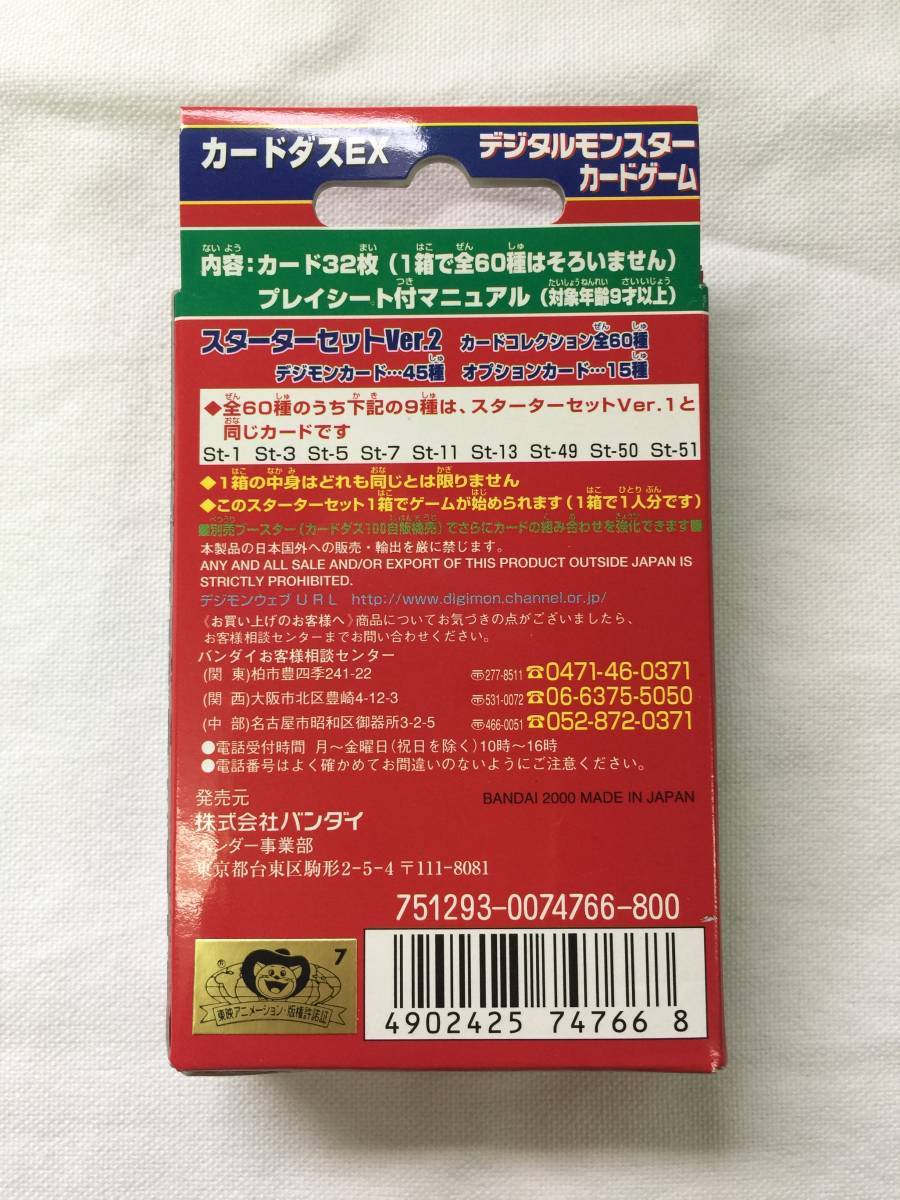 カードダスEX
デジタルモンスター
カードゲーム
内容:カード32枚(1箱で全60種はそろいません)
プレイシート付マニュアル(対象年齢9才以上)
スターターセットVer.2 カードコレクション全60種
デジモンカード…45種 オプションカード…15種
◆全60種のうち下記の9種は、スターターセットVer.1と
同じカードです
St-1 St-3 St-5 St-7 St-11 St-13 St-49 St-50 St-51
◆1箱の中身はどれも同じとは限りません
◆このスターターセット1箱でゲームが始められます(1箱で1人分です)
■別売ブースター(カードダス100自販機売)でさらにカードの組み合わせを強化できます■
本製品の日本国外への販売・輸出を厳に禁じます。
ANY AND ALL SALE AND/OR EXPORT OF THIS PRODUCT OUTSIDE JAPAN IS
STRICTLY PROHIBITED.
デジモンウェブURL http://www.digimon.channel.or.jp/
《お買い上げのお客様へ》商品についてお気づきの点がございましたら、
お客様相談センターまでお問い合わせください。
バンダイお客様相談センター
(関 東)柏市豊四季241-22 〠277-8511 ☎0471-46-0371
(関 西)大阪市北区豊崎4-12-3 〠531-0072 ☎06-6375-5050
(中 部)名古屋市昭和区御器所3-2-5 〠466-0051 ☎052-872-0371
●電話受付時間 月～金曜日(祝日を除く)10時～16時
●電話番号はよく確かめてお間違いのないようにご注意ください。
発売元
BANDAI 2000 MADE IN JAPAN
株式会社バンダイ
ベンダー事業部
東京都台東区駒形2-5-4 〒111-8081
751293-0074766-800
7
®
東映アニメーション・版権許諾証
4902425 747668